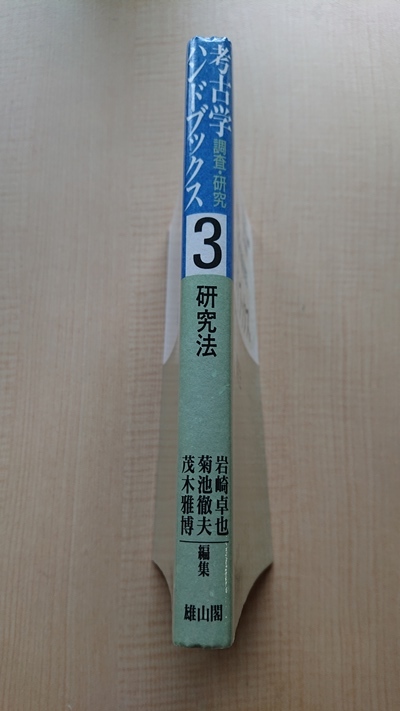 考古学
調査・研究
ハンドブックス
3
研究法
岩崎卓也
菊池徹夫
茂木雅博
編集
雄山閣